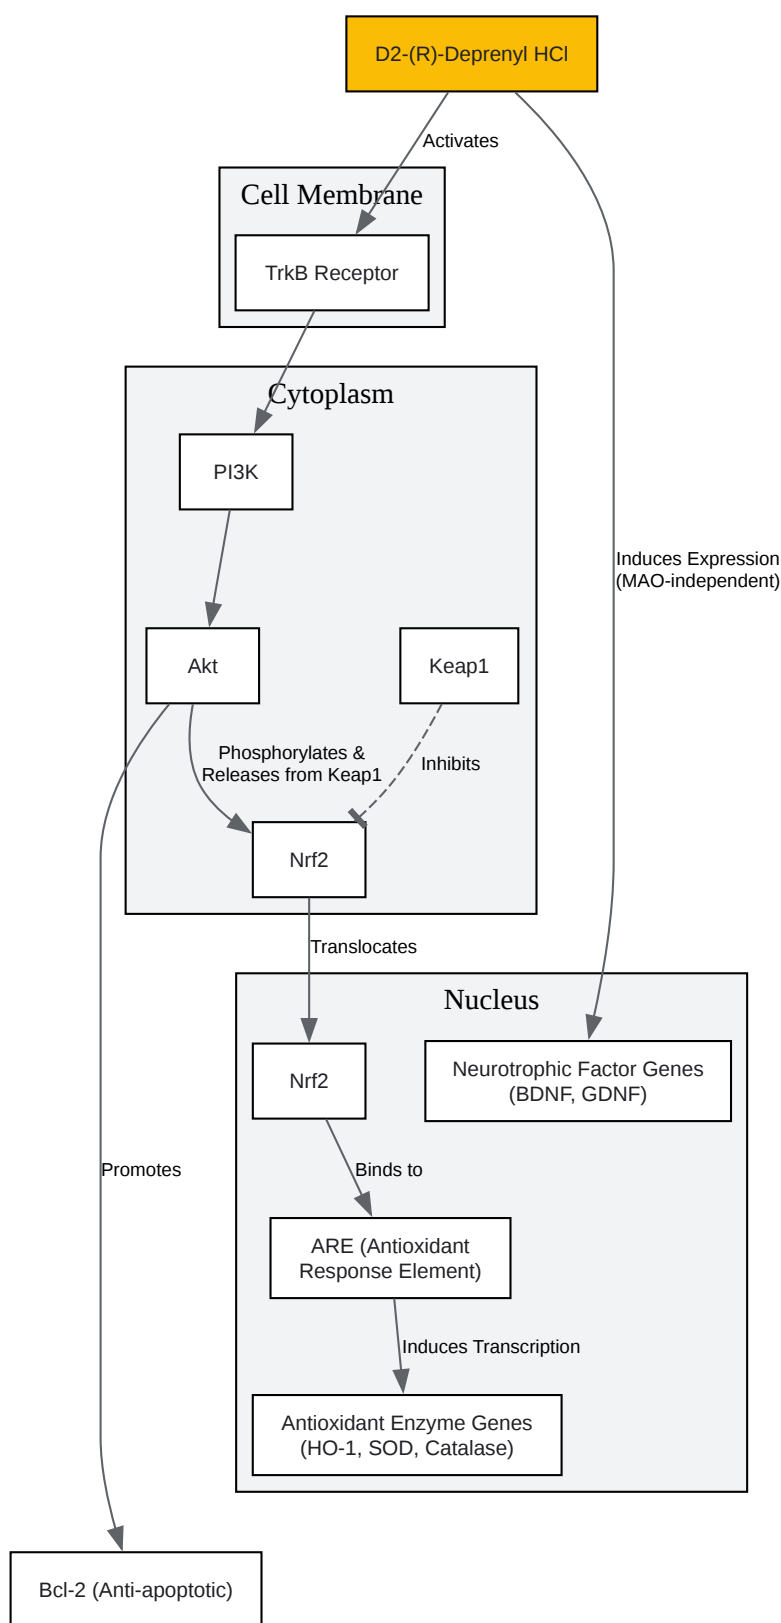 D2-(R)-Deprenyl HCl
Activates
Cell Membrane
TrkB Receptor
Cytoplasm
PI3K
Induces Expression
(MAO-independent)
Akt
Keap1
Phosphorylates &
Releases from Keap1
Inhibits
Nrf2
Translocates
Nucleus
Nrf2
Neurotrophic Factor Genes
(BDNF, GDNF)
Promotes
Binds to
ARE (Antioxidant
Response Element)
Induces Transcription
Antioxidant Enzyme Genes
(HO-1, SOD, Catalase)
Bcl-2 (Anti-apoptotic)